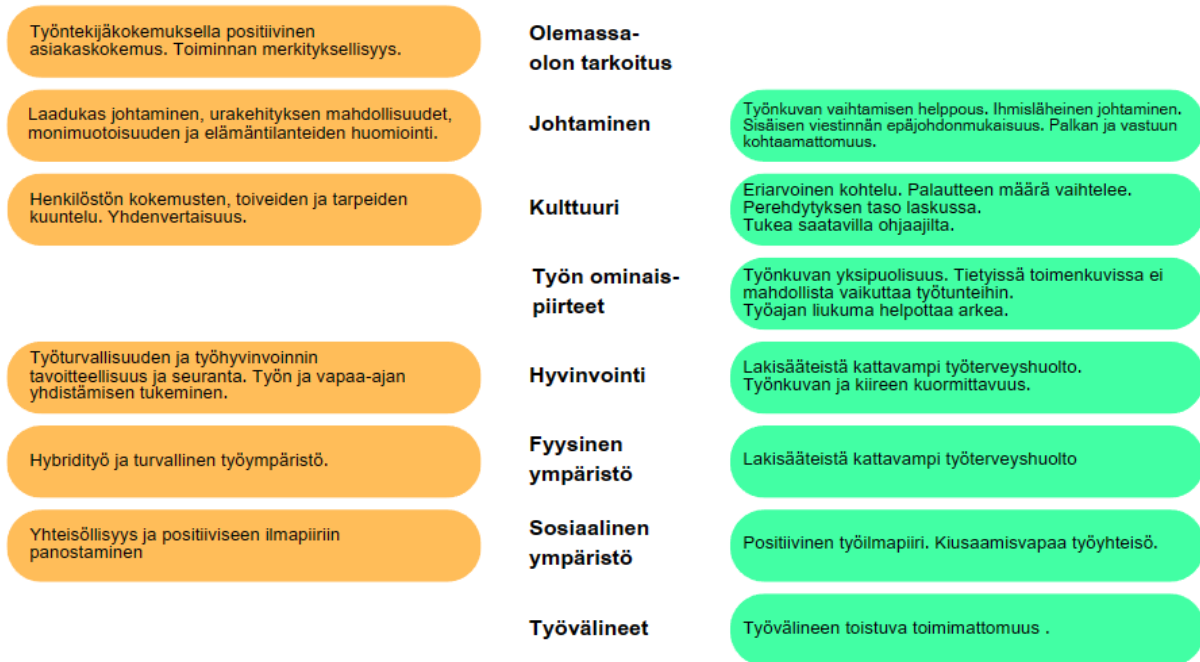 Työntekijäkokemuksella positiivinen
asiakaskokemus. Toiminnan merkityksellisyys.
Olemassa-
olon tarkoitus
Laadukas johtaminen, urakehityksen mahdollisuudet,
monimuotoisuuden ja elämäntilanteiden huomiointi.
Johtaminen
Työnkuvan vaihtamisen helppous. Ihmisläheinen johtaminen.
Sisäisen viestinnän epäjohdonmukaisuus. Palkan ja vastuun
kohtaamattomuus.
Henkilöstön kokemusten, toiveiden ja tarpeiden
kuuntelu. Yhdenvertaisuus.
Kulttuuri
Eriarvoinen kohtelu. Palautteen määrä vaihtelee.
Perehdytyksen taso laskussa.
Tukea saatavilla ohjaajilta.
Työn ominais-
piirteet
Työnkuvan yksipuolisuus. Tietyissä toimenkuvissa ei
mahdollista vaikuttaa työtunteihin.
Työajan liukuma helpottaa arkea.
Työturvallisuuden ja työhyvinvoinnin
tavoitteellisuus ja seuranta. Työn ja vapaa-ajan
yhdistämisen tukeminen.
Hyvinvointi
Lakisääteistä kattavampi työterveyshuolto.
Työnkuvan ja kiireen kuormittavuus.
Hybridityö ja turvallinen työympäristö.
Fyysinen
ympäristö
Lakisääteistä kattavampi työterveyshuolto
Yhteisöllisyys ja positiiviseen ilmapiiriin
panostaminen
Sosiaalinen
ympäristö
Positiivinen työilmapiiri. Kiusaamisvapaa työyhteisö.
Työvälineet
Työvälineen toistuva toimimattomuus .